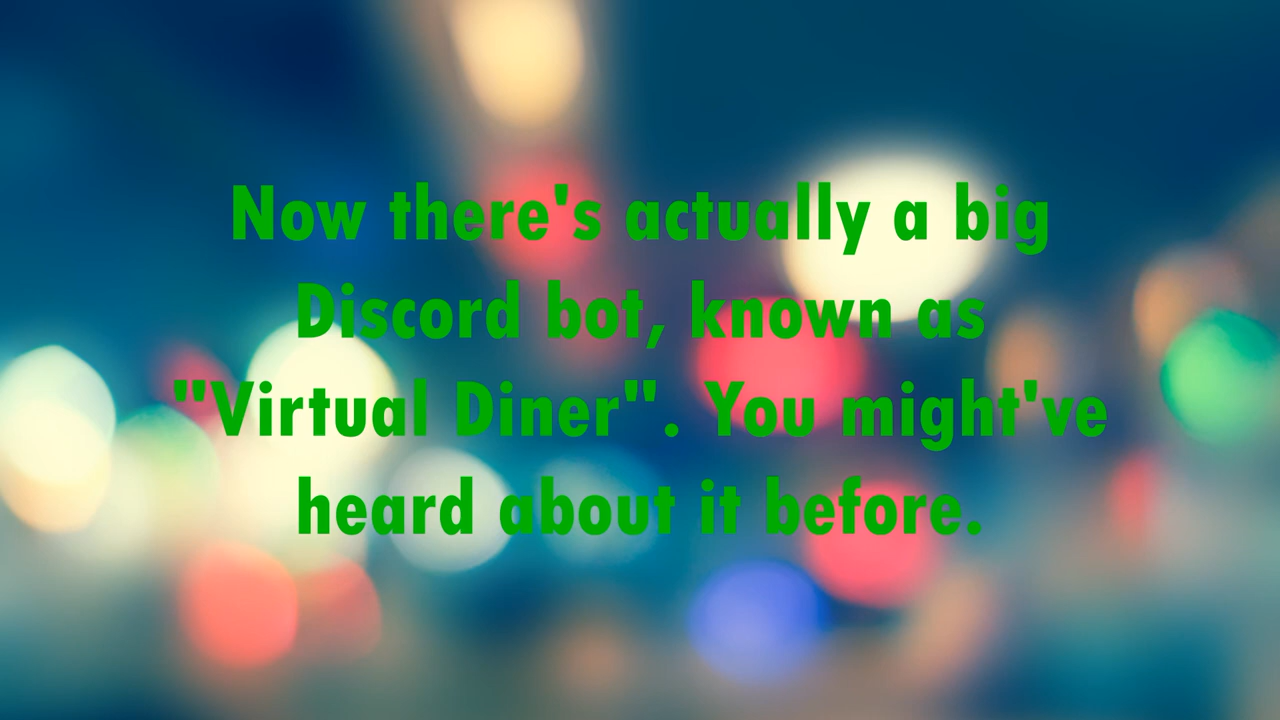 Now there's actually a big
Discord bot, known as
"Virtual Diner". You might've
heard about it before.